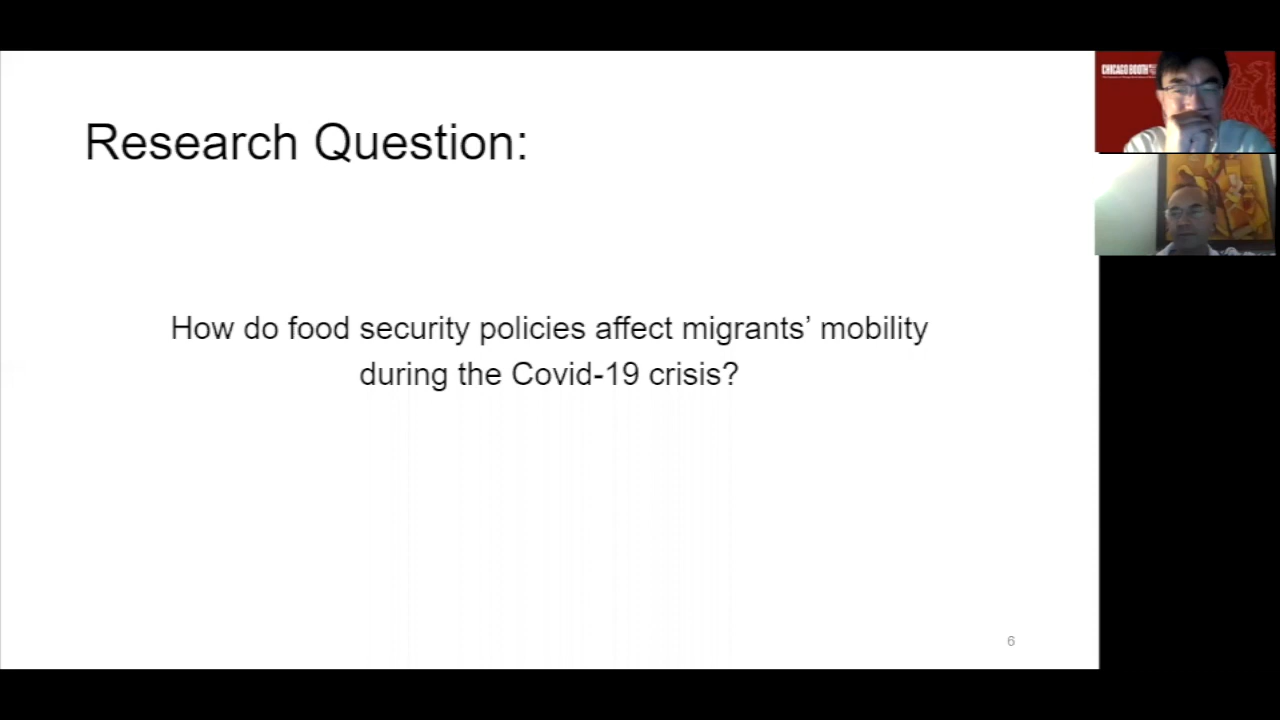 Research Question:
How do food security policies affect migrants’ mobility
during the Covid-19 crisis?
6
CHICAGO BOOTH